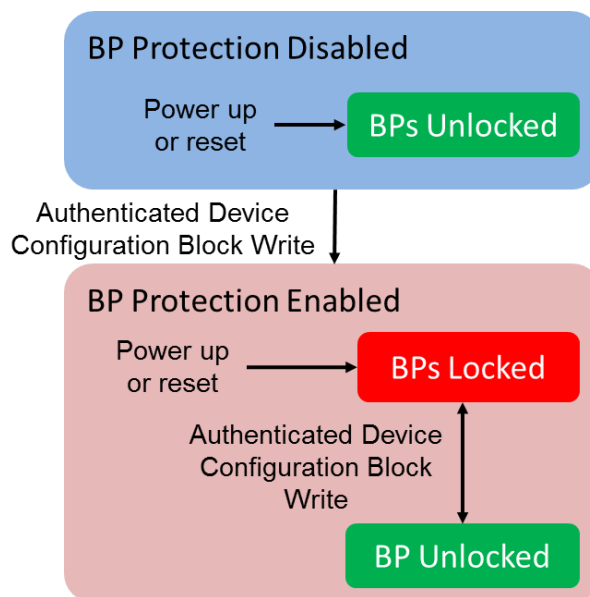 BP Protection Disabled
Power up
or reset
BPs Unlocked
Authenticated Device
Configuration Block Write
BP Protection Enabled
Power up
or reset
BPs Locked
Authenticated Device
Configuration Block
Write
BP Unlocked